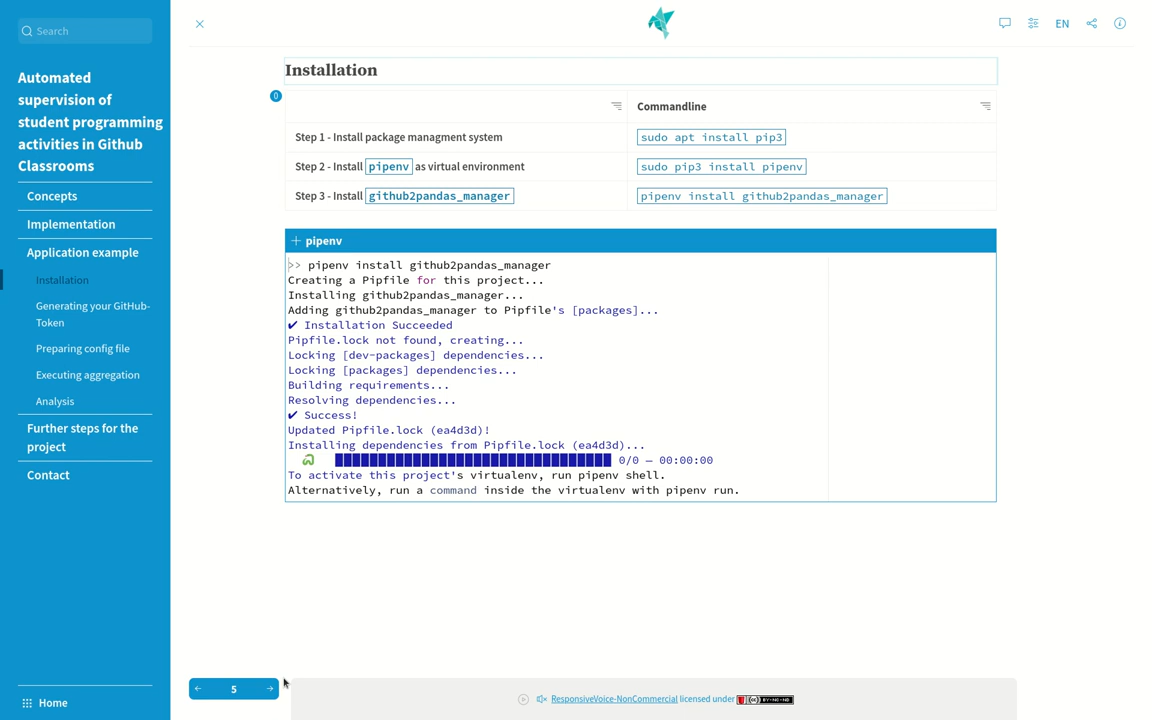 Search
Automated
supervision of
student programming
activities in Github
Classrooms
Concepts
Implementation
Application example
Installation
Generating your GitHub-
Token
Preparing config file
Executing aggregation
Analysis
Further steps for the
project
Contact
Home
EN
Installation
0
Commandline
Step 1 - Install package managment system
sudo apt install pip3
Step 2 - Install pipenv as virtual environment
sudo pip3 install pipenv
Step 3 - Install github2pandas_manager
pipenv install github2pandas_manager
pipenv
>> pipenv install github2pandas_manager
Creating a Pipfile for this project...
Installing github2pandas_manager...
Adding github2pandas_manager to Pipfile's [packages]...
✔ Installation Succeeded
Pipfile.lock not found, creating...
Locking [dev-packages] dependencies...
Locking [packages] dependencies...
Building requirements...
Resolving dependencies...
✔ Success!
Updated Pipfile.lock (ea4d3d)!
Installing dependencies from Pipfile.lock (ea4d3d)...
0/0 — 00:00:00
To activate this project's virtualenv, run pipenv shell.
Alternatively, run a command inside the virtualenv with pipenv run.
5
ResponsiveVoice-NonCommercial licensed under